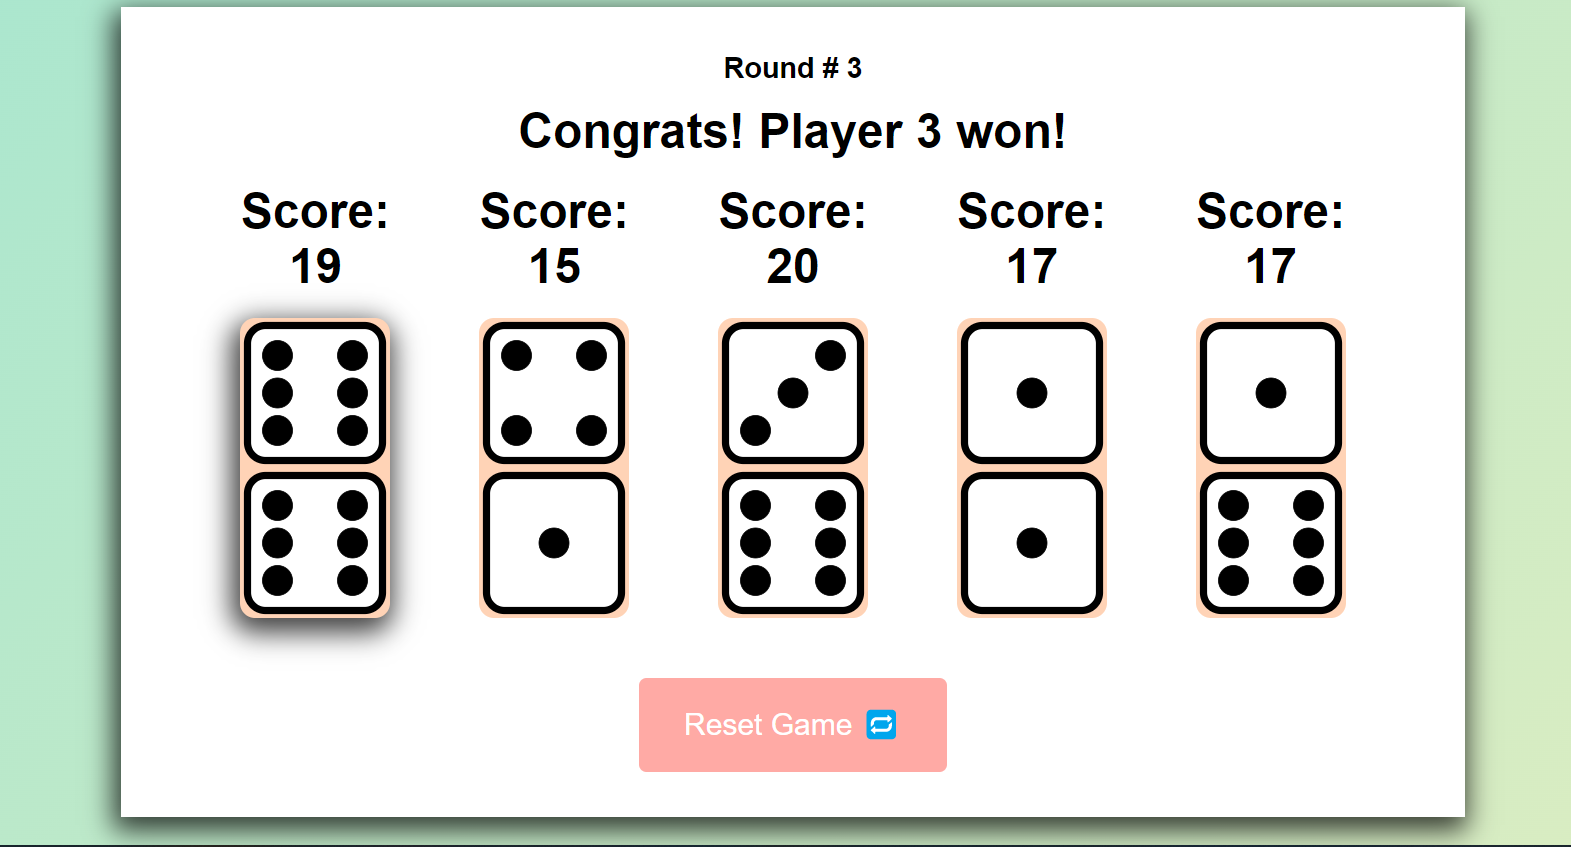 Round # 3
Congrats! Player 3 won!
Score: Score: Score: Score: Score:
19 15 20 17 17
Reset Game 🔁